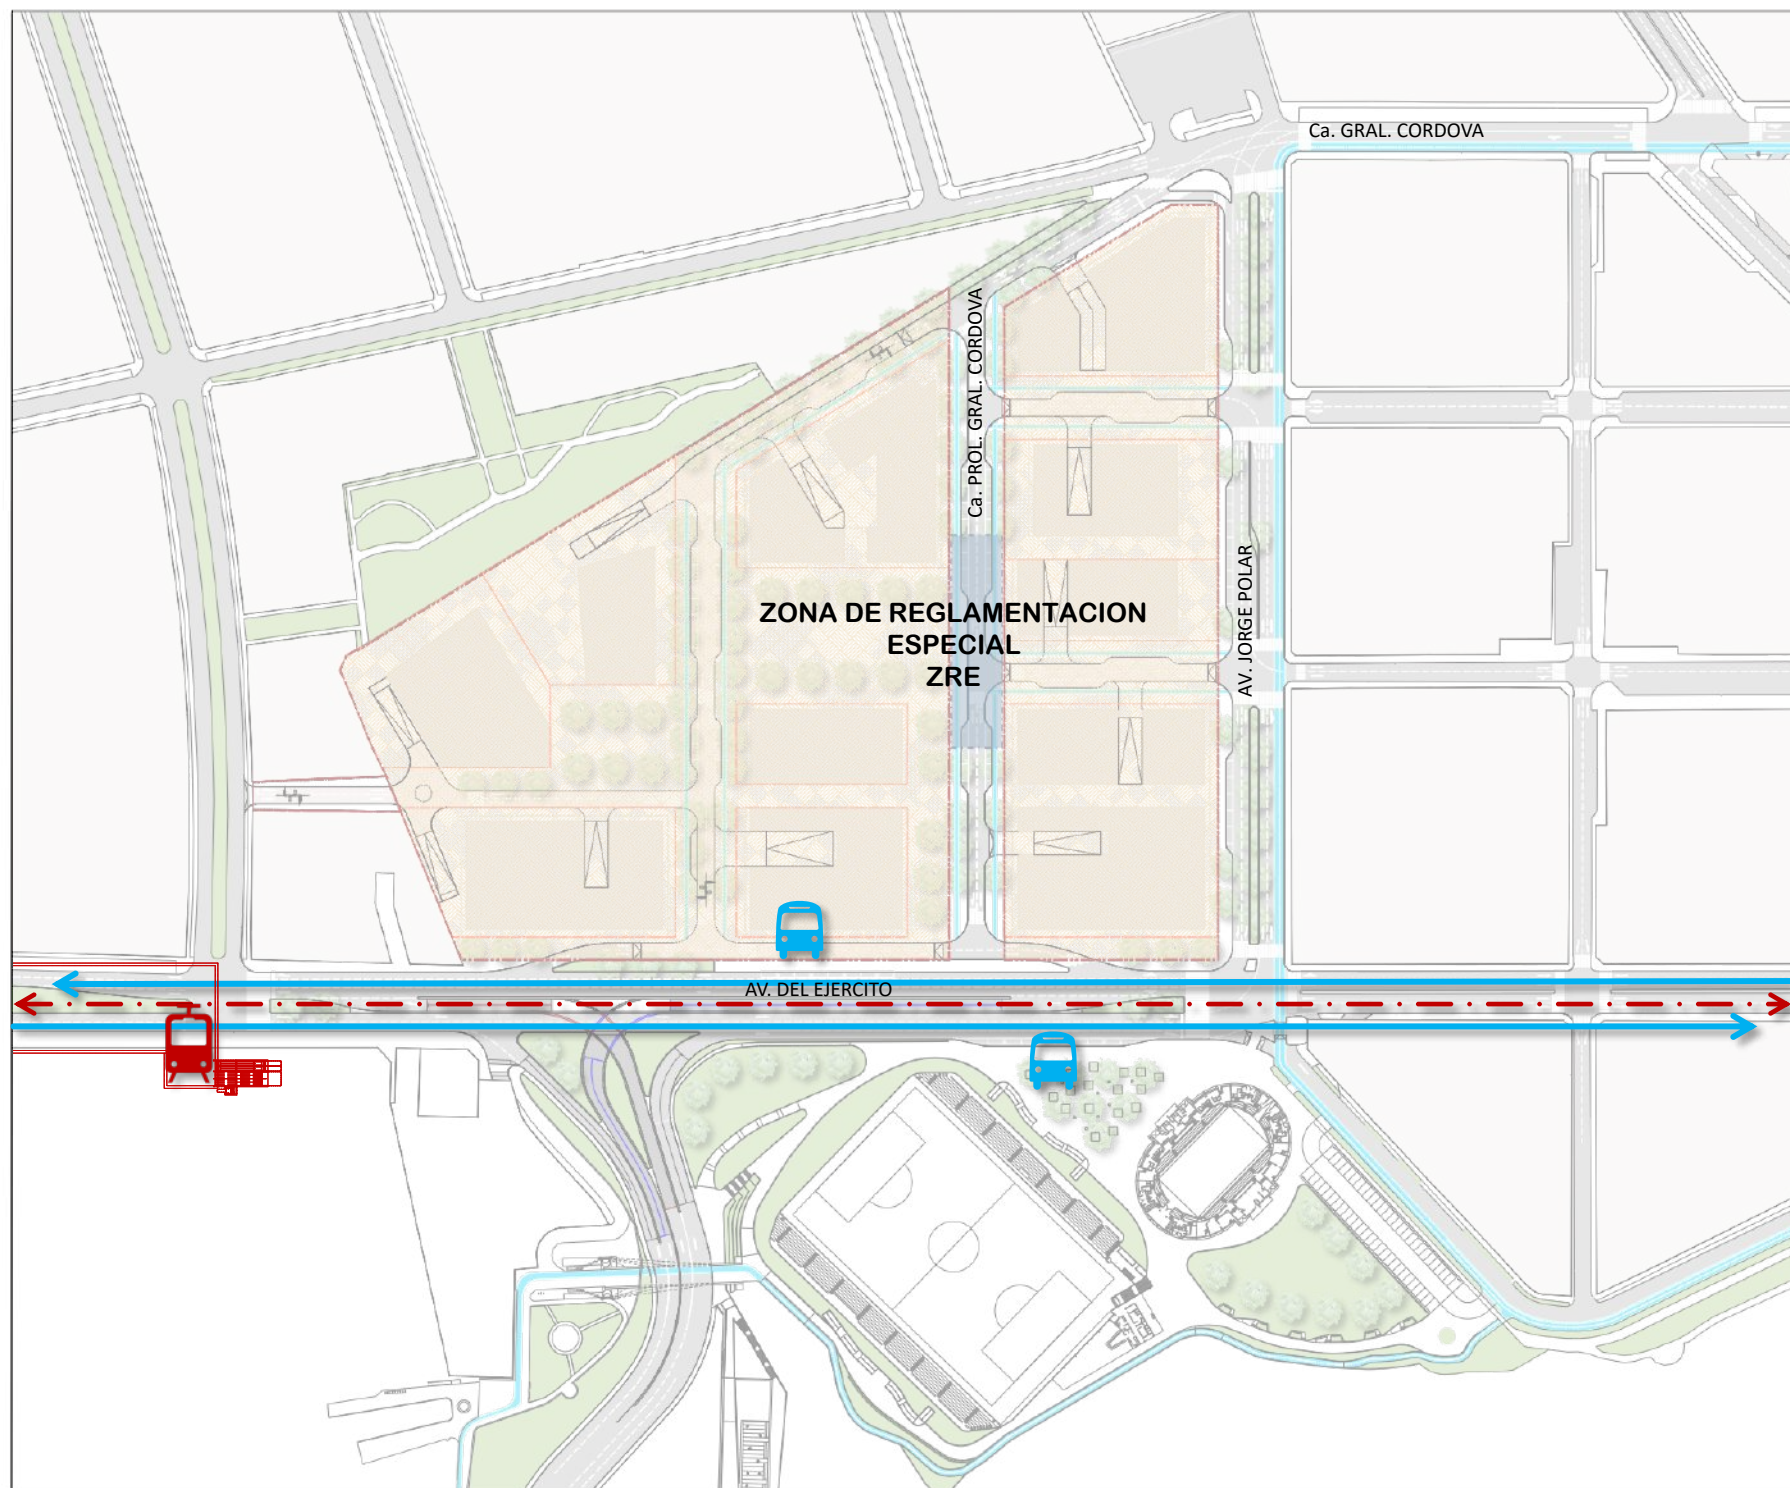 Ca. GRAL. CORDOVA
Ca. PROL. GRAL. CORDOVA
ZONA DE REGLAMENTACION
ESPECIAL
ZRE
AV. JORGE POLAR
AV. DEL EJERCITO